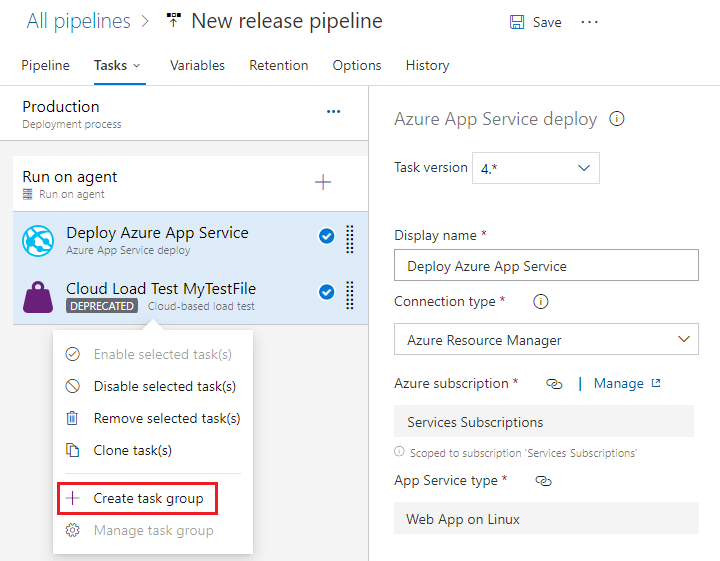 All pipelines > New release pipeline Save ...
Pipeline Tasks Variables Retention Options History
Production ...
Deployment process
Run on agent
Run on agent
Deploy Azure App Service
Azure App Service deploy
Cloud Load Test MyTestFile
DEPRECATED Cloud-based load test
Enable selected task(s)
Disable selected task(s)
Remove selected task(s)
Clone task(s)
Create task group
Manage task group
Azure App Service deploy
Task version 4.*
Display name *
Deploy Azure App Service
Connection type *
Azure Resource Manager
Azure subscription * | Manage
Services Subscriptions
Scoped to subscription 'Services Subscriptions'
App Service type *
Web App on Linux